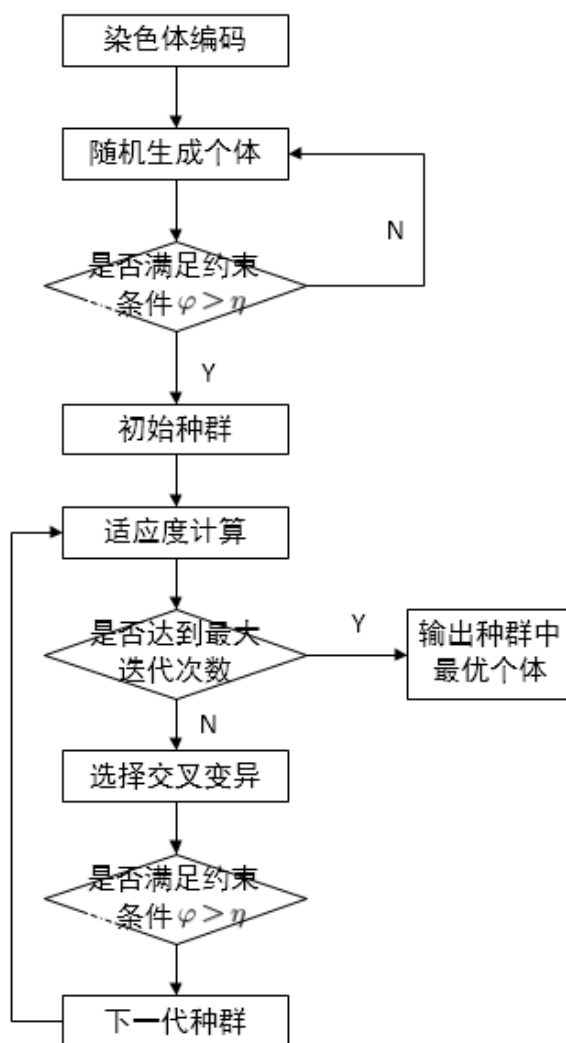 染色体编码
随机生成个体
N
是否满足约束
条件 φ > η
Y
初始种群
适应度计算
是否达到最大
迭代次数
Y
输出种群中
最优个体
N
选择交叉变异
是否满足约束
条件 φ > η
下一代种群